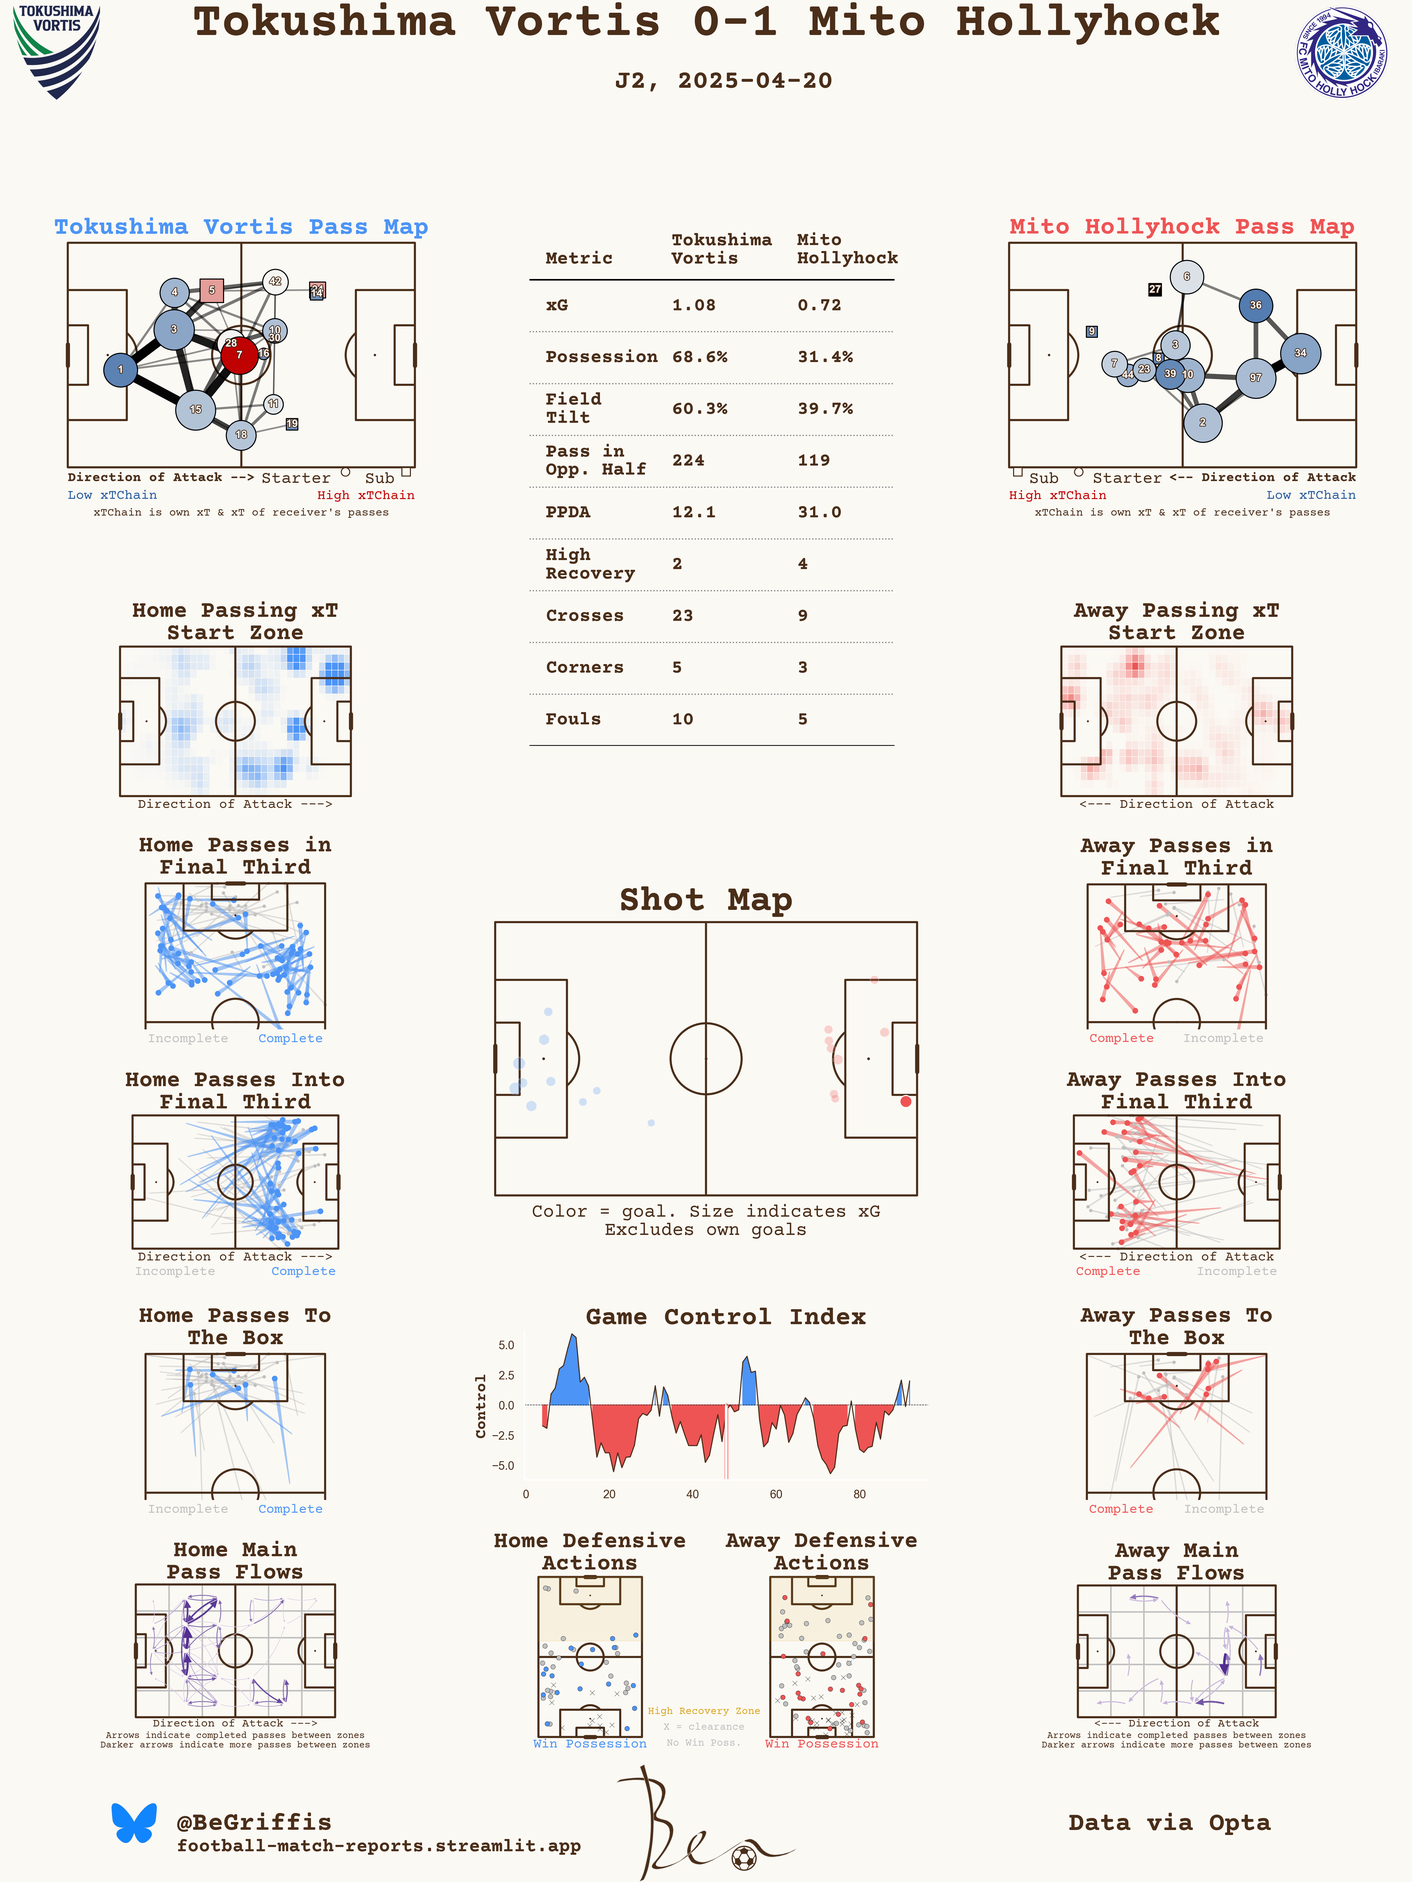 Tokushima Vortis 0-1 Mito Hollyhock
J2, 2025-04-20
TOKUSHIMA
VORTIS
SINCE 1994
FC MITO HOLLY HOCK
IBARAKI
Tokushima Vortis Pass Map
4
5
42
14
3
10
30
28
7
16
1
15
11
18
19
Direction of Attack --> Starter Sub
Low xTChain High xTChain
xTChain is own xT & xT of receiver's passes
Metric
Tokushima
Vortis
Mito
Hollyhock
xG 1.08 0.72
Possession 68.6% 31.4%
Field
Tilt 60.3% 39.7%
Pass in
Opp. Half 224 119
PPDA 12.1 31.0
High
Recovery 2 4
Crosses 23 9
Corners 5 3
Fouls 10 5
Mito Hollyhock Pass Map
6
27
36
9
3
34
7
8
44
23
39
10
97
2
Sub Starter <-- Direction of Attack
High xTChain Low xTChain
xTChain is own xT & xT of receiver's passes
Home Passing xT
Start Zone
Direction of Attack --->
Away Passing xT
Start Zone
<--- Direction of Attack
Home Passes in
Final Third
Incomplete Complete
Away Passes in
Final Third
Complete Incomplete
Shot Map
Color = goal. Size indicates xG
Excludes own goals
Home Passes Into
Final Third
Direction of Attack --->
Incomplete Complete
Away Passes Into
Final Third
<--- Direction of Attack
Complete Incomplete
Home Passes To
The Box
Incomplete Complete
Game Control Index
Control
5.0
2.5
0.0
−2.5
−5.0
0 20 40 60 80
Away Passes To
The Box
Complete Incomplete
Home Main
Pass Flows
Direction of Attack --->
Arrows indicate completed passes between zones
Darker arrows indicate more passes between zones
Home Defensive
Actions
Win Possession
High Recovery Zone
X = clearance
No Win Poss.
Away Defensive
Actions
Win Possession
Away Main
Pass Flows
<--- Direction of Attack
Arrows indicate completed passes between zones
Darker arrows indicate more passes between zones
@BeGriffis
football-match-reports.streamlit.app
Ben
Data via Opta